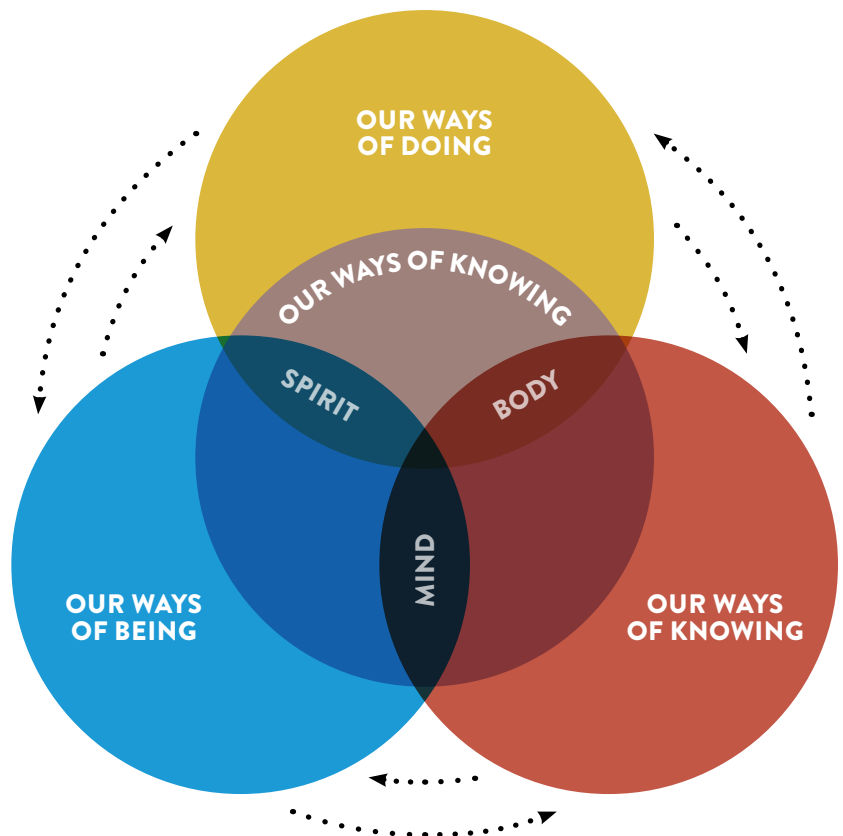 OUR WAYS
OF DOING
OUR WAYS OF KNOWING
SPIRIT
BODY
MIND
OUR WAYS
OF BEING
OUR WAYS
OF KNOWING